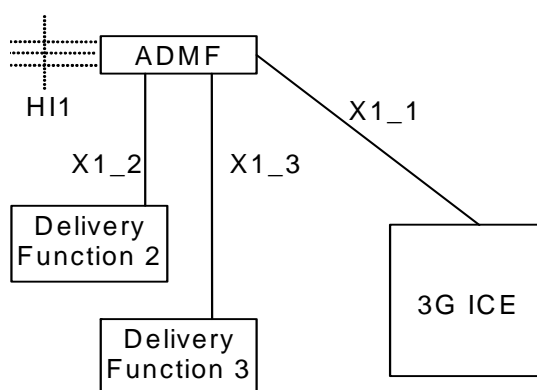 ADMF
HI1
X1_1
X1_2
X1_3
Delivery
Function 2
3G ICE
Delivery
Function 3